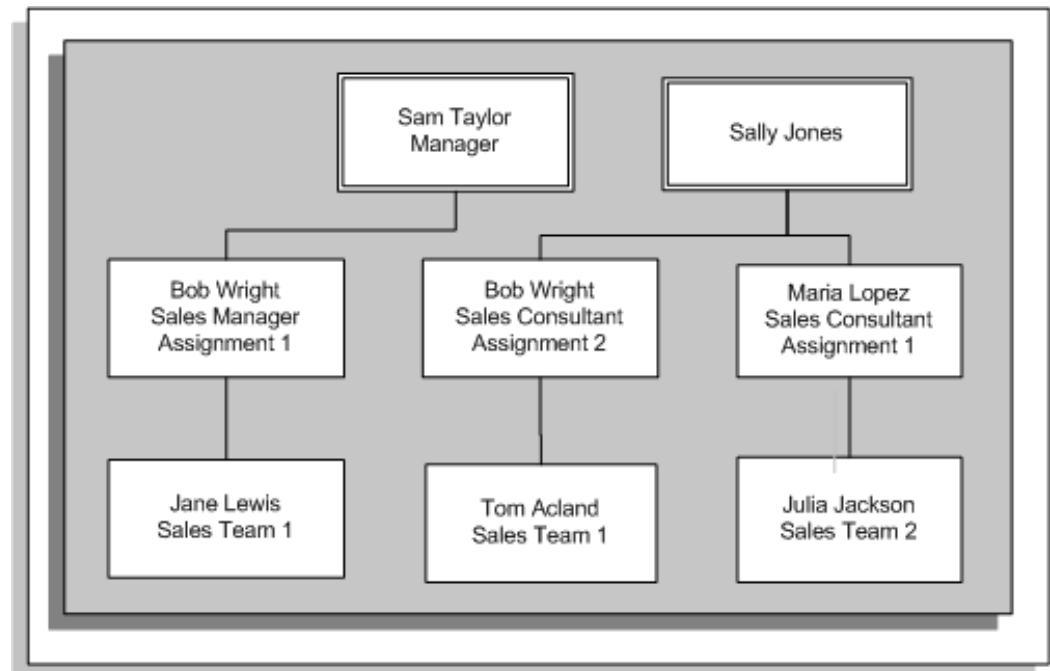 Sam Taylor
Manager
Sally Jones
Bob Wright
Sales Manager
Assignment 1
Bob Wright
Sales Consultant
Assignment 2
Maria Lopez
Sales Consultant
Assignment 1
Jane Lewis
Sales Team 1
Tom Acland
Sales Team 1
Julia Jackson
Sales Team 2